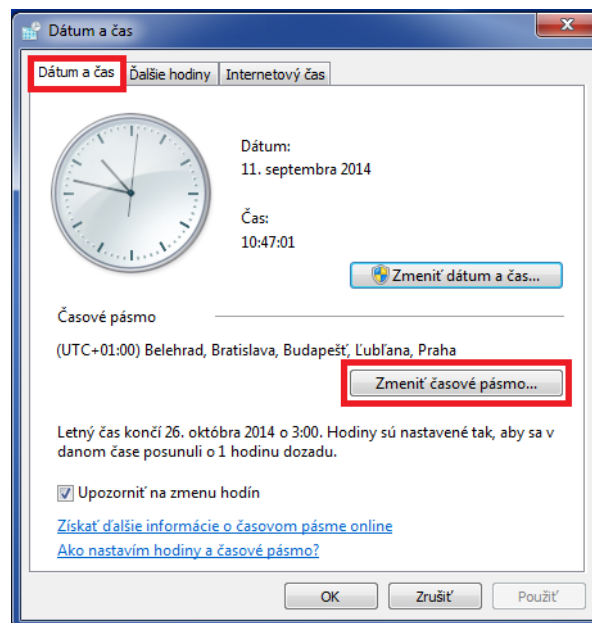 Dátum a čas
Dátum a čas
Ďalšie hodiny
Internetový čas
Dátum:
11. septembra 2014
Čas:
10:47:01
Zmeniť dátum a čas...
Časové pásmo
(UTC+01:00) Belehrad, Bratislava, Budapešť, Ľubľana, Praha
Zmeniť časové pásmo...
Letný čas končí 26. októbra 2014 o 3:00. Hodiny sú nastavené tak, aby sa v
danom čase posunuli o 1 hodinu dozadu.
Upozorniť na zmenu hodín
Získať ďalšie informácie o časovom pásme online
Ako nastavím hodiny a časové pásmo?
OK
Zrušiť
Použiť